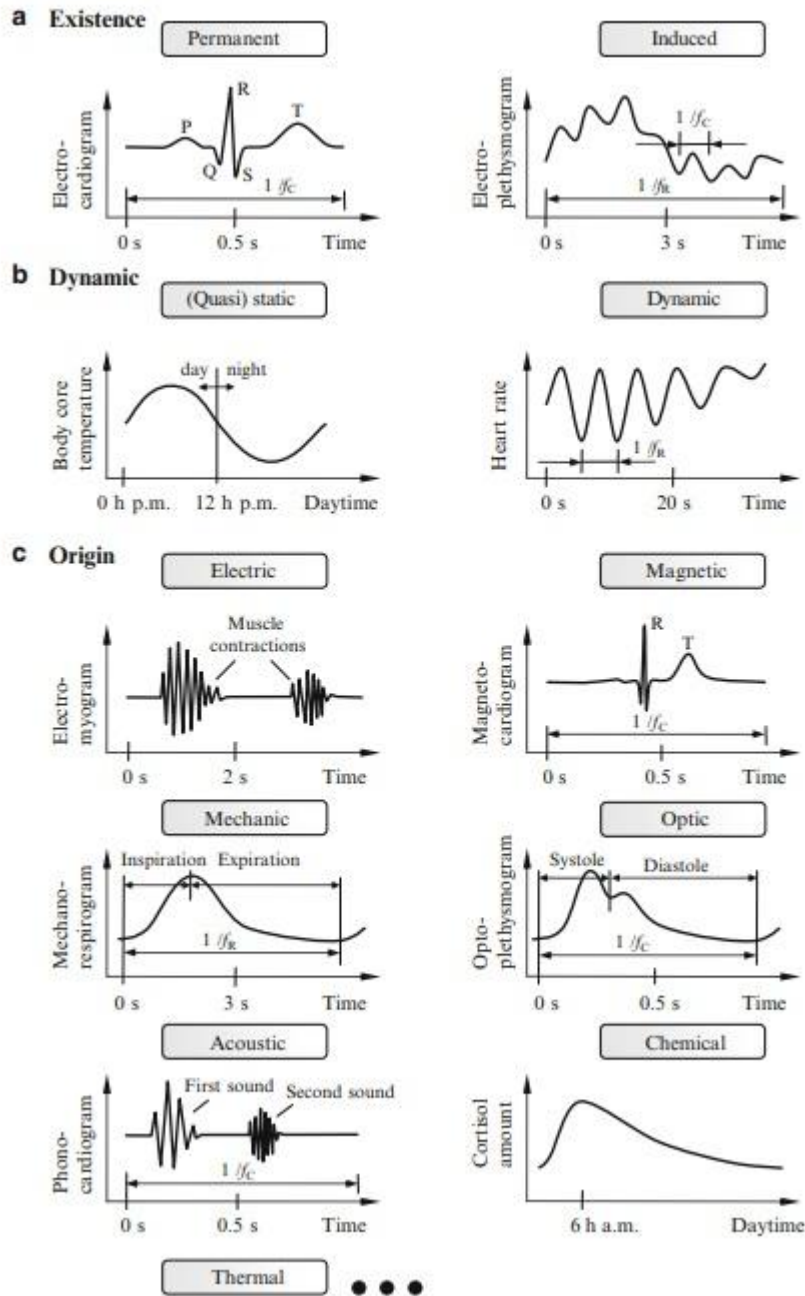 a Existence
Permanent
Induced
Electro-
cardiogram
P
R
Q
S
T
1/fC
0 s
0.5 s
Time
Electro-
plethysmogram
1/fC
1/fR
0 s
3 s
Time
b Dynamic
(Quasi) static
Dynamic
Body core
temperature
day
night
0 h p.m.
12 h p.m.
Daytime
Heart rate
1/fR
0 s
20 s
Time
c Origin
Electric
Magnetic
Electro-
myogram
Muscle
contractions
0 s
2 s
Time
Magneto-
cardiogram
R
T
1/fC
0 s
0.5 s
Time
Mechanic
Optic
Mechano-
respirogram
Inspiration
Expiration
1/fR
0 s
3 s
Time
Opto-
plethysmogram
Systole
Diastole
1/fC
0 s
0.5 s
Time
Acoustic
Chemical
Phono-
cardiogram
First sound
Second sound
1/fC
0 s
0.5 s
Time
Cortisol
amount
6 h a.m.
Daytime
Thermal